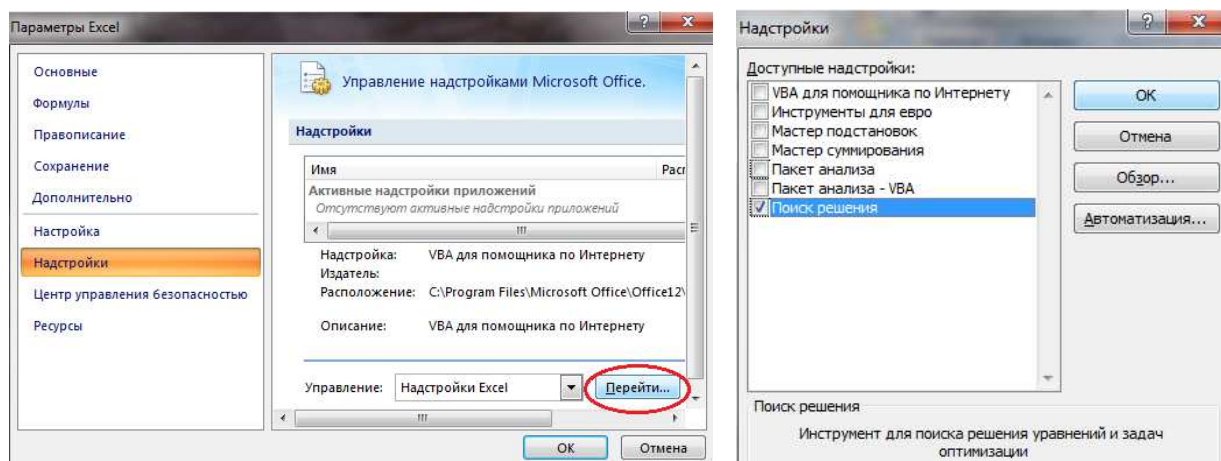 Параметры Excel
Основные
Формулы
Правописание
Сохранение
Дополнительно
Настройка
Надстройки
Центр управления безопасностью
Ресурсы
Управление надстройками Microsoft Office.
Надстройки
Имя Расп
Активные надстройки приложений
Отсутствуют активные надстройки приложений
Надстройка: VBA для помощника по Интернету
Издатель:
Расположение: C:\Program Files\Microsoft Office\Office12\
Описание: VBA для помощника по Интернету
Управление: Надстройки Excel Перейти...
ОК Отмена
Надстройки
Доступные надстройки:
VBA для помощника по Интернету
Инструменты для евро
Мастер подстановок
Мастер суммирования
Пакет анализа
Пакет анализа - VBA
Поиск решения
ОК
Отмена
Обзор...
Автоматизация...
Поиск решения
Инструмент для поиска решения уравнений и задач
оптимизации